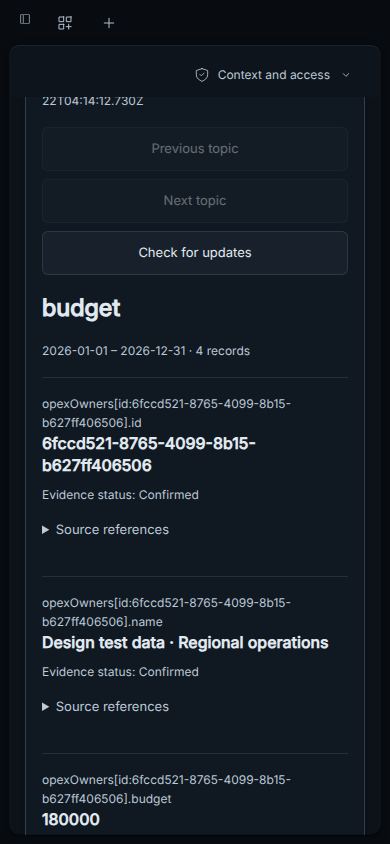 Context and access
22T04:14:12.730Z
Previous topic
Next topic
Check for updates
budget
2026-01-01 – 2026-12-31 · 4 records
opexOwners[id:6fccd521-8765-4099-8b15-
b627ff406506].id
6fccd521-8765-4099-8b15-
b627ff406506
Evidence status: Confirmed
Source references
opexOwners[id:6fccd521-8765-4099-8b15-
b627ff406506].name
Design test data · Regional operations
Evidence status: Confirmed
Source references
opexOwners[id:6fccd521-8765-4099-8b15-
b627ff406506].budget
180000